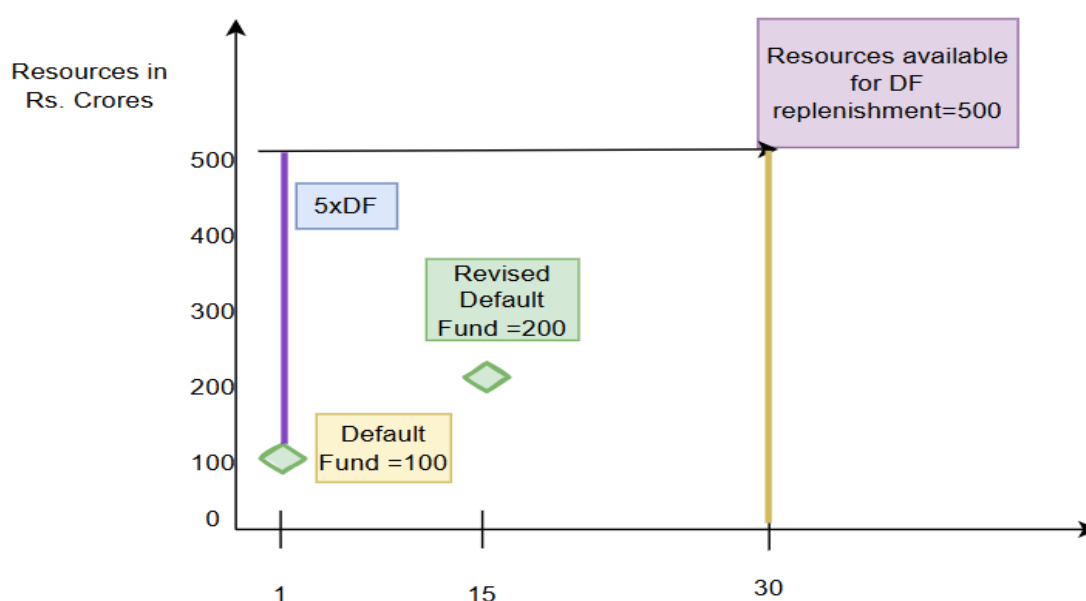 Resources in
Rs. Crores
Resources available
for DF
replenishment=500
500
5xDF
400
Revised
Default
Fund =200
300
200
Default
Fund =100
100
0
1
15
30